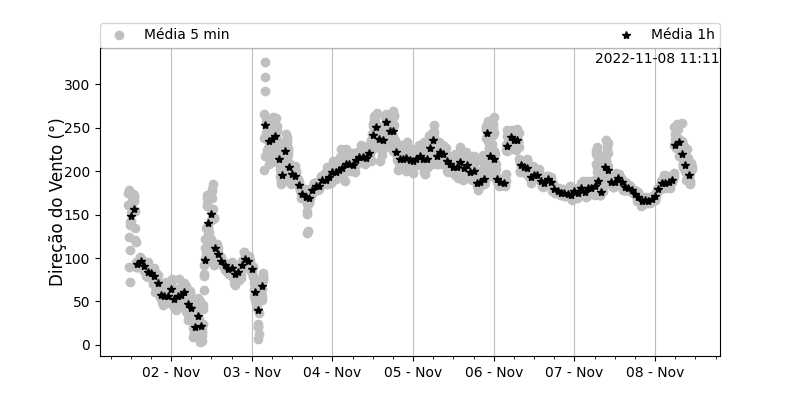 Média 5 min
Média 1h
2022-11-08 11:11
Direção do Vento (°)
300
250
200
150
100
50
0
02 - Nov
03 - Nov
04 - Nov
05 - Nov
06 - Nov
07 - Nov
08 - Nov